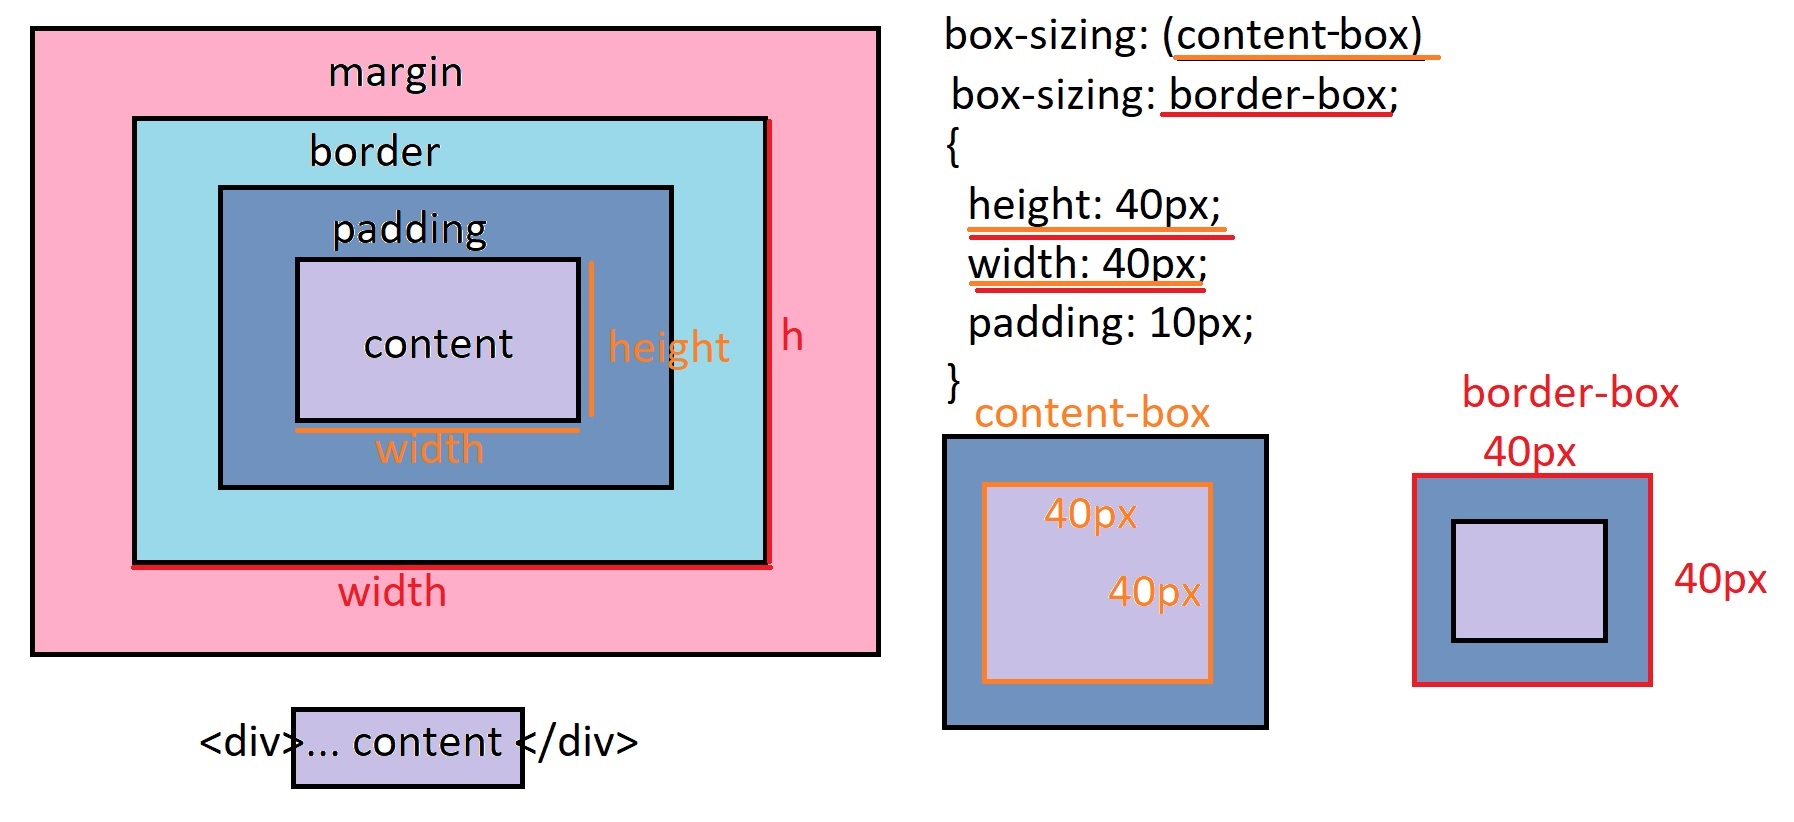 margin
border
padding
content
height
width
h
width
<div>... content </div>
box-sizing: (content-box)
box-sizing: border-box;
{
height: 40px;
width: 40px;
padding: 10px;
}
content-box
40px
40px
border-box
40px
40px